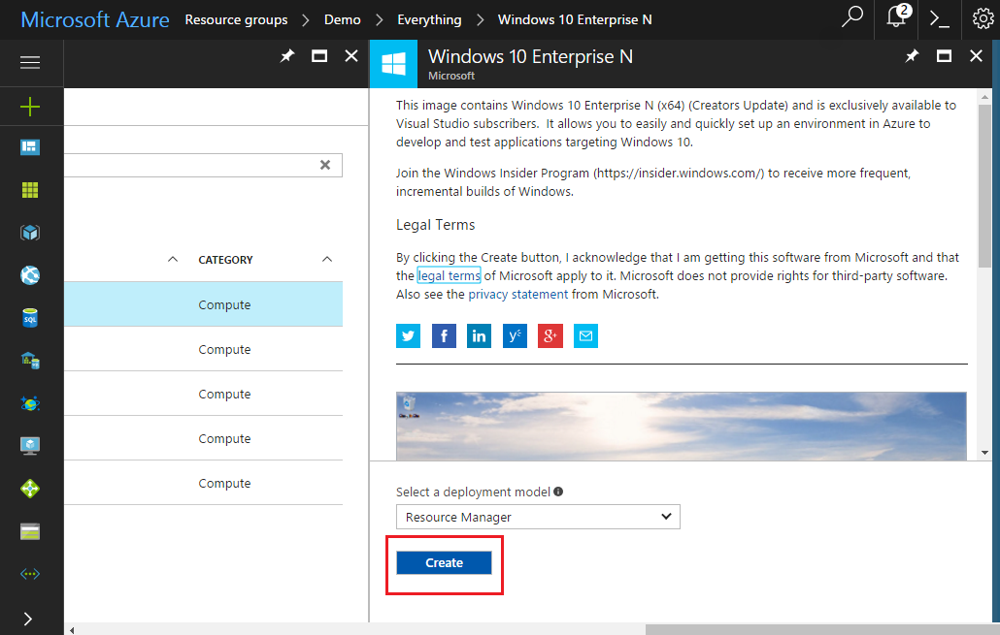 Microsoft Azure Resource groups > Demo > Everything > Windows 10 Enterprise N
2
Windows 10 Enterprise N
Microsoft
This image contains Windows 10 Enterprise N (x64) (Creators Update) and is exclusively available to
Visual Studio subscribers. It allows you to easily and quickly set up an environment in Azure to
develop and test applications targeting Windows 10.
Join the Windows Insider Program (https://insider.windows.com/) to receive more frequent,
incremental builds of Windows.
Legal Terms
By clicking the Create button, I acknowledge that I am getting this software from Microsoft and that
the legal terms of Microsoft apply to it. Microsoft does not provide rights for third-party software.
Also see the privacy statement from Microsoft.
CATEGORY
Compute
Compute
Compute
Compute
Compute
SQL
Select a deployment model
Resource Manager
Create